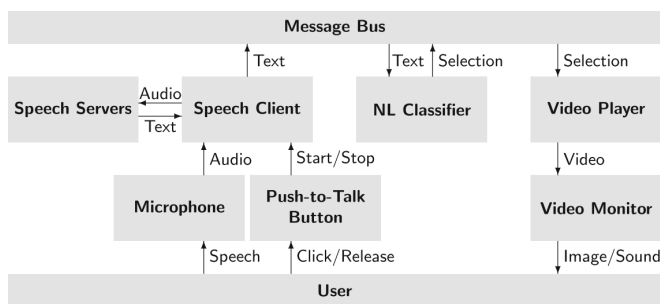 Message Bus
Text
Text
Selection
Selection
Speech Servers
Audio
Text
Speech Client
NL Classifier
Video Player
Audio
Start/Stop
Video
Microphone
Push-to-Talk
Button
Video Monitor
Speech
Click/Release
Image/Sound
User